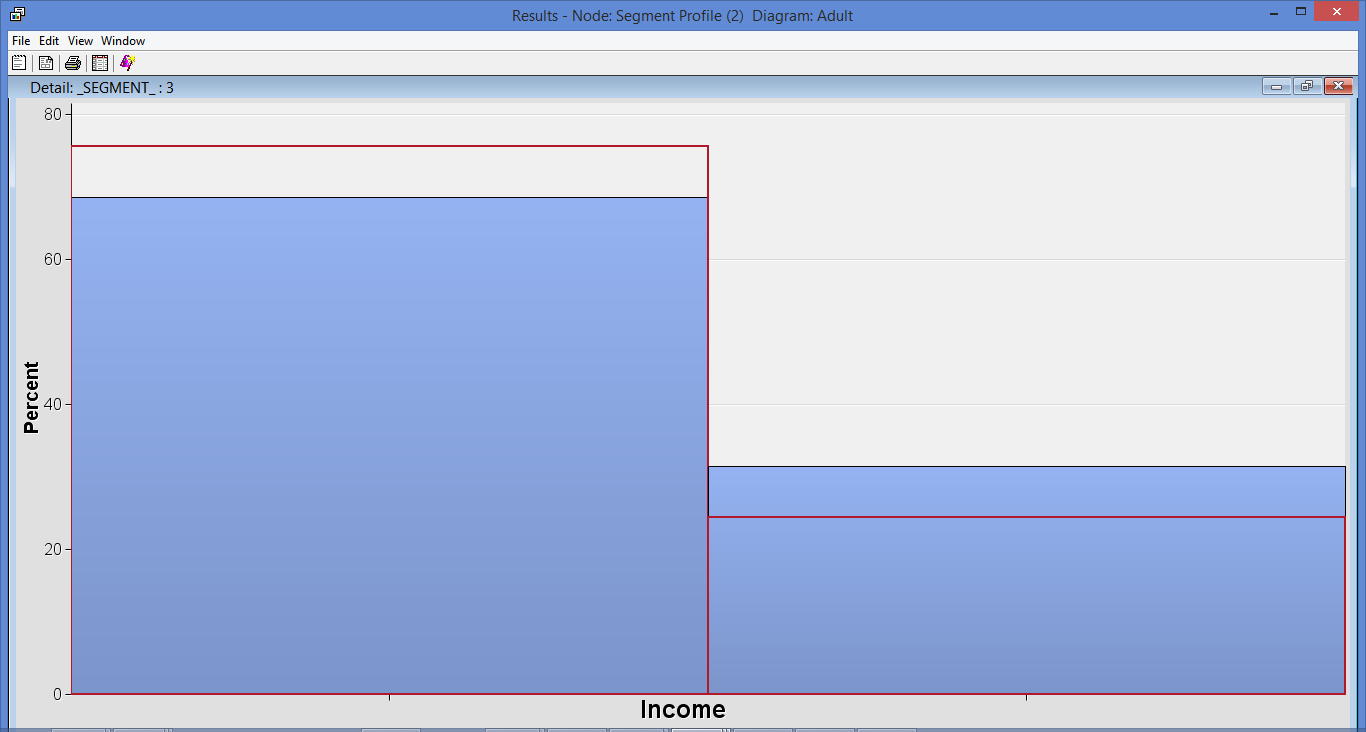 Results - Node: Segment Profile (2)  Diagram: Adult
File Edit View Window
Detail: _SEGMENT_ : 3
80
60
40
20
0
Percent
Income